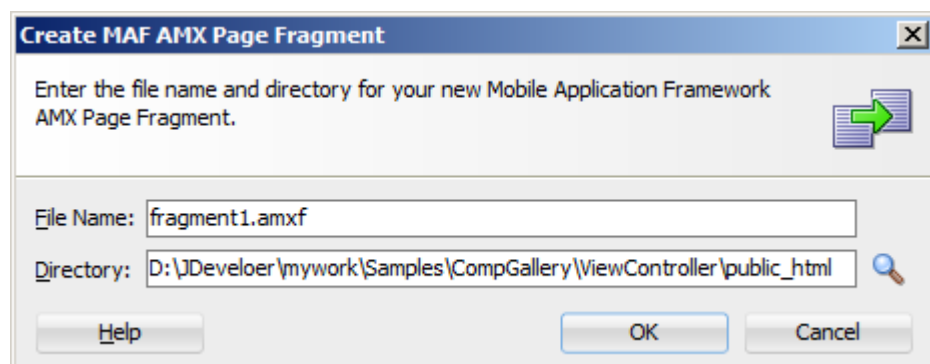 Create MAF AMX Page Fragment
Enter the file name and directory for your new Mobile Application Framework
AMX Page Fragment.
File Name: fragment1.amxf
Directory: D:\JDeveloer\mywork\Samples\CompGallery\ViewController\public_html
Help OK Cancel